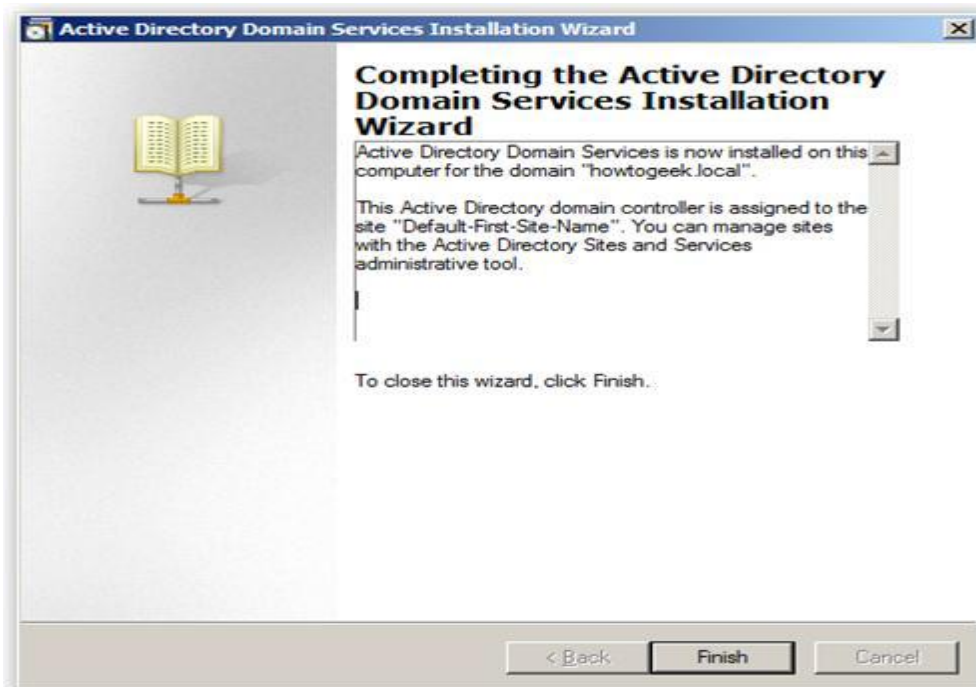 Active Directory Domain Services Installation Wizard
Completing the Active Directory
Domain Services Installation
Wizard
Active Directory Domain Services is now installed on this
computer for the domain "howtogeek.local".
This Active Directory domain controller is assigned to the
site "Default-First-Site-Name". You can manage sites
with the Active Directory Sites and Services
administrative tool.
To close this wizard, click Finish.
< Back
Finish
Cancel